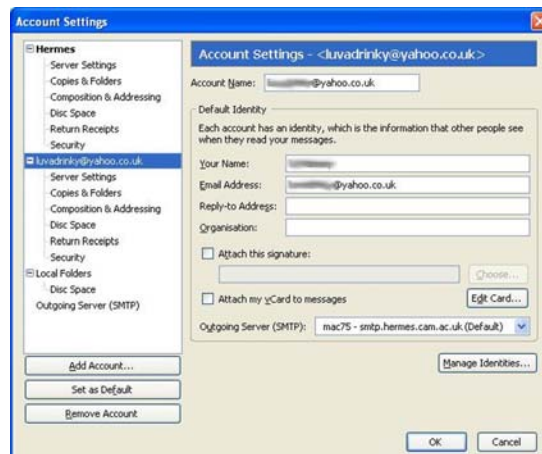 Account Settings
Hermes
Server Settings
Copies & Folders
Composition & Addressing
Disc Space
Return Receipts
Security
luvadrinky@yahoo.co.uk
Server Settings
Copies & Folders
Composition & Addressing
Disc Space
Return Receipts
Security
Local Folders
Disc Space
Outgoing Server (SMTP)
Add Account...
Set as Default
Remove Account
Account Settings - <luvadrinky@yahoo.co.uk>
Account Name: @yahoo.co.uk
Default Identity
Each account has an identity, which is the information that other people see
when they read your messages.
Your Name:
Email Address: @yahoo.co.uk
Reply-to Address:
Organisation:
Attach this signature:
Choose...
Attach my vCard to messages
Edit Card...
Outgoing Server (SMTP): mac75 - smtp.hermes.cam.ac.uk (Default)
Manage Identities...
OK Cancel